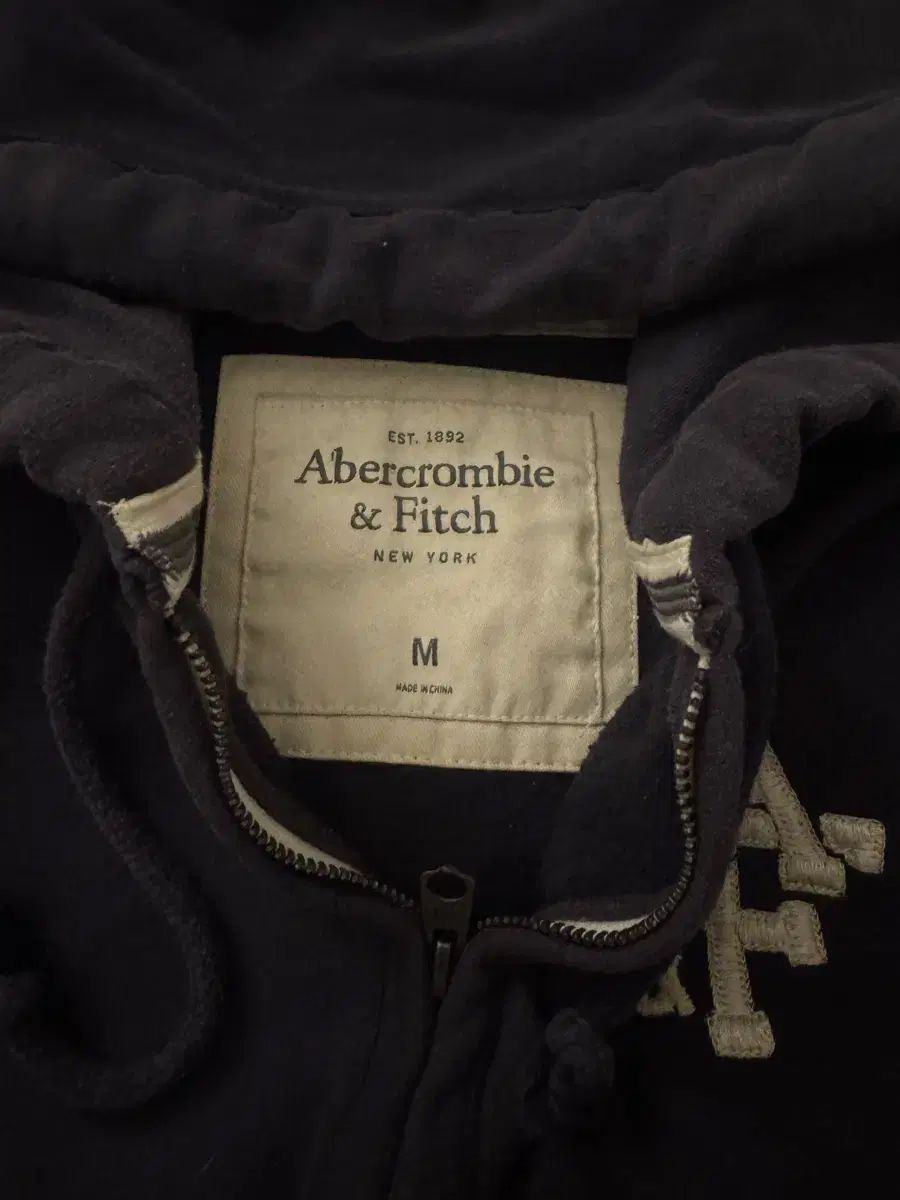 EST. 1892
Abercrombie
& Fitch
NEW YORK
M
MADE IN CHINA